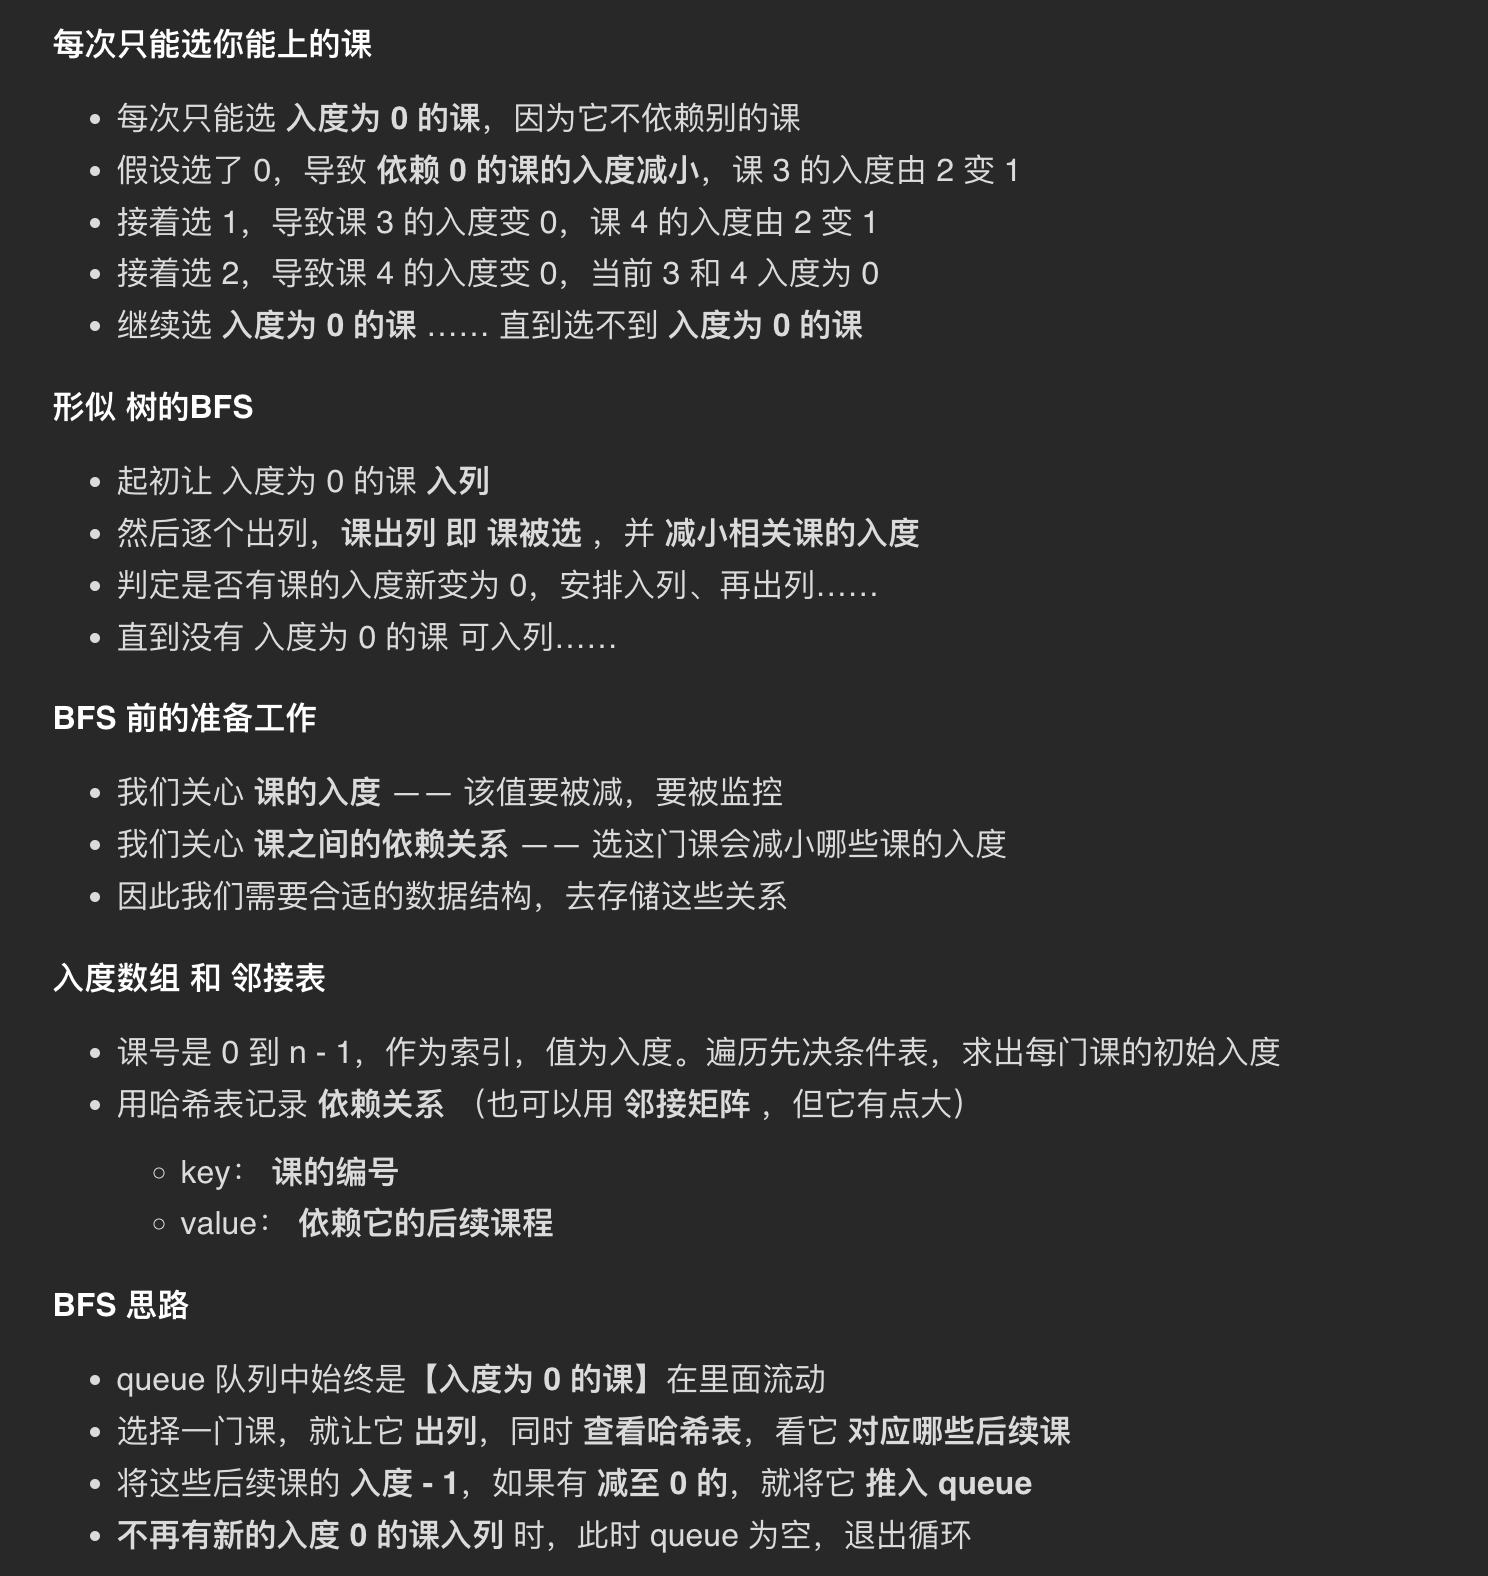 每次只能选你能上的课
每次只能选 入度为 0 的课，因为它不依赖别的课
假设选了 0，导致 依赖 0 的课的入度减小，课 3 的入度由 2 变 1
接着选 1，导致课 3 的入度变 0，课 4 的入度由 2 变 1
接着选 2，导致课 4 的入度变 0，当前 3 和 4 入度为 0
继续选 入度为 0 的课 …… 直到选不到 入度为 0 的课
形似 树的BFS
起初让 入度为 0 的课 入列
然后逐个出列，课出列 即 课被选 ，并 减小相关课的入度
判定是否有课的入度新变为 0，安排入列、再出列……
直到没有 入度为 0 的课 可入列……
BFS 前的准备工作
我们关心 课的入度 —— 该值要被减，要被监控
我们关心 课之间的依赖关系 —— 选这门课会减小哪些课的入度
因此我们需要合适的数据结构，去存储这些关系
入度数组 和 邻接表
课号是 0 到 n - 1，作为索引，值为入度。遍历先决条件表，求出每门课的初始入度
用哈希表记录 依赖关系 （也可以用 邻接矩阵 ，但它有点大）
key： 课的编号
value： 依赖它的后续课程
BFS 思路
queue 队列中始终是【入度为 0 的课】在里面流动
选择一门课，就让它 出列，同时 查看哈希表，看它 对应哪些后续课
将这些后续课的 入度 - 1，如果有 减至 0 的，就将它 推入 queue
不再有新的入度 0 的课入列 时，此时 queue 为空，退出循环